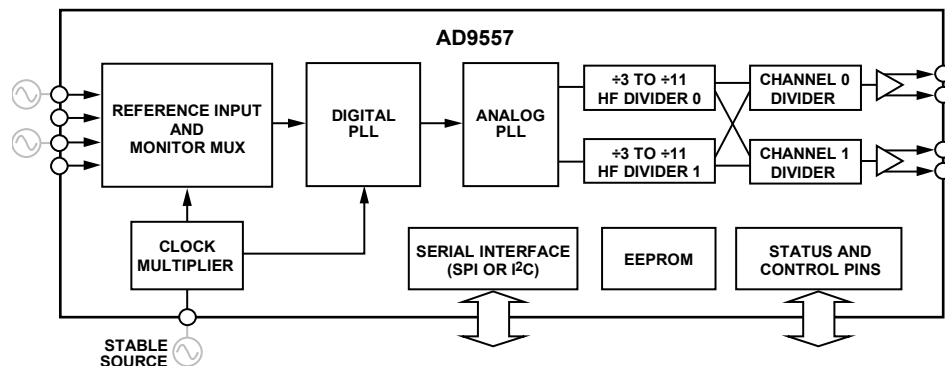 AD9557
REFERENCE INPUT
AND
MONITOR MUX
DIGITAL
PLL
ANALOG
PLL
÷3 TO ÷11
HF DIVIDER 0
÷3 TO ÷11
HF DIVIDER 1
CHANNEL 0
DIVIDER
CHANNEL 1
DIVIDER
CLOCK
MULTIPLIER
SERIAL INTERFACE
(SPI OR I²C)
EEPROM
STATUS AND
CONTROL PINS
STABLE
SOURCE